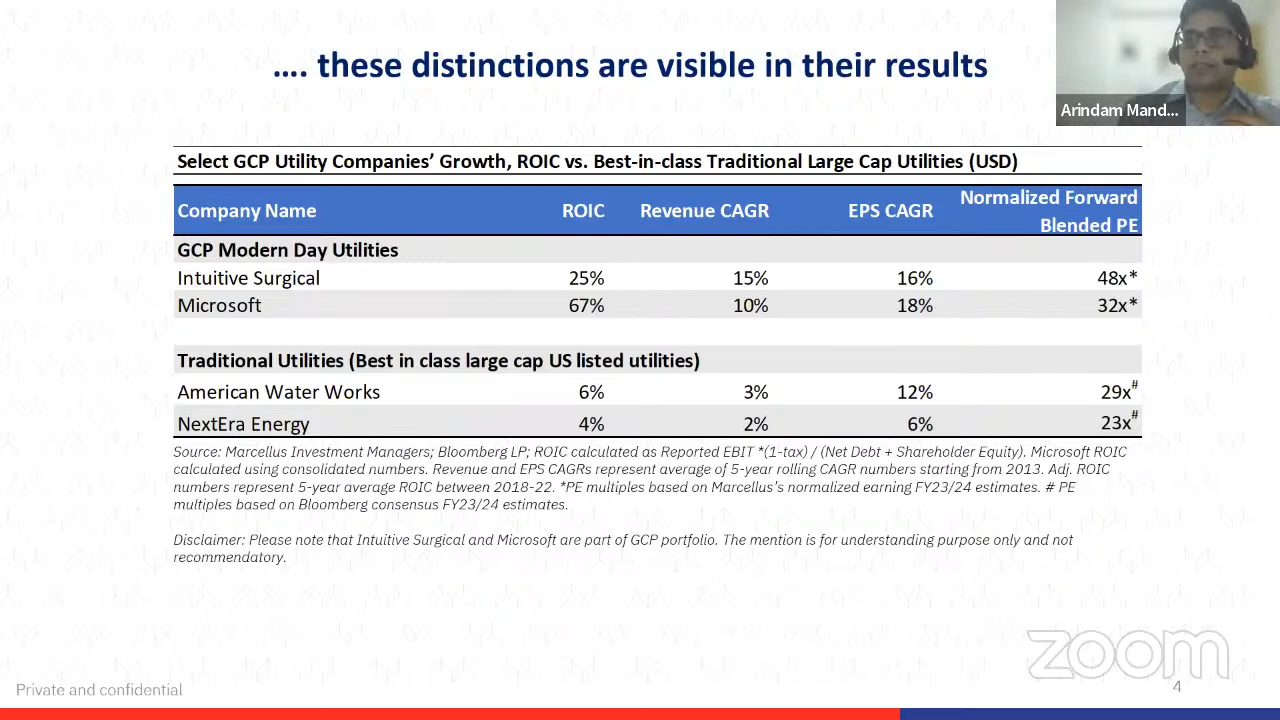 .... these distinctions are visible in their results
Arindam Mand...
Select GCP Utility Companies' Growth, ROIC vs. Best-in-class Traditional Large Cap Utilities (USD)
Company Name ROIC Revenue CAGR EPS CAGR Normalized Forward Blended PE
GCP Modern Day Utilities
Intuitive Surgical 25% 15% 16% 48x*
Microsoft 67% 10% 18% 32x*
Traditional Utilities (Best in class large cap US listed utilities)
American Water Works 6% 3% 12% 29x#
NextEra Energy 4% 2% 6% 23x#
Source: Marcellus Investment Managers; Bloomberg LP; ROIC calculated as Reported EBIT *(1-tax) / (Net Debt + Shareholder Equity). Microsoft ROIC
calculated using consolidated numbers. Revenue and EPS CAGRs represent average of 5-year rolling CAGR numbers starting from 2013. Adj. ROIC
numbers represent 5-year average ROIC between 2018-22. *PE multiples based on Marcellus's normalized earning FY23/24 estimates. # PE
multiples based on Bloomberg consensus FY23/24 estimates.
Disclaimer: Please note that Intuitive Surgical and Microsoft are part of GCP portfolio. The mention is for understanding purpose only and not
recommendatory.
zoom
Private and confidential
4